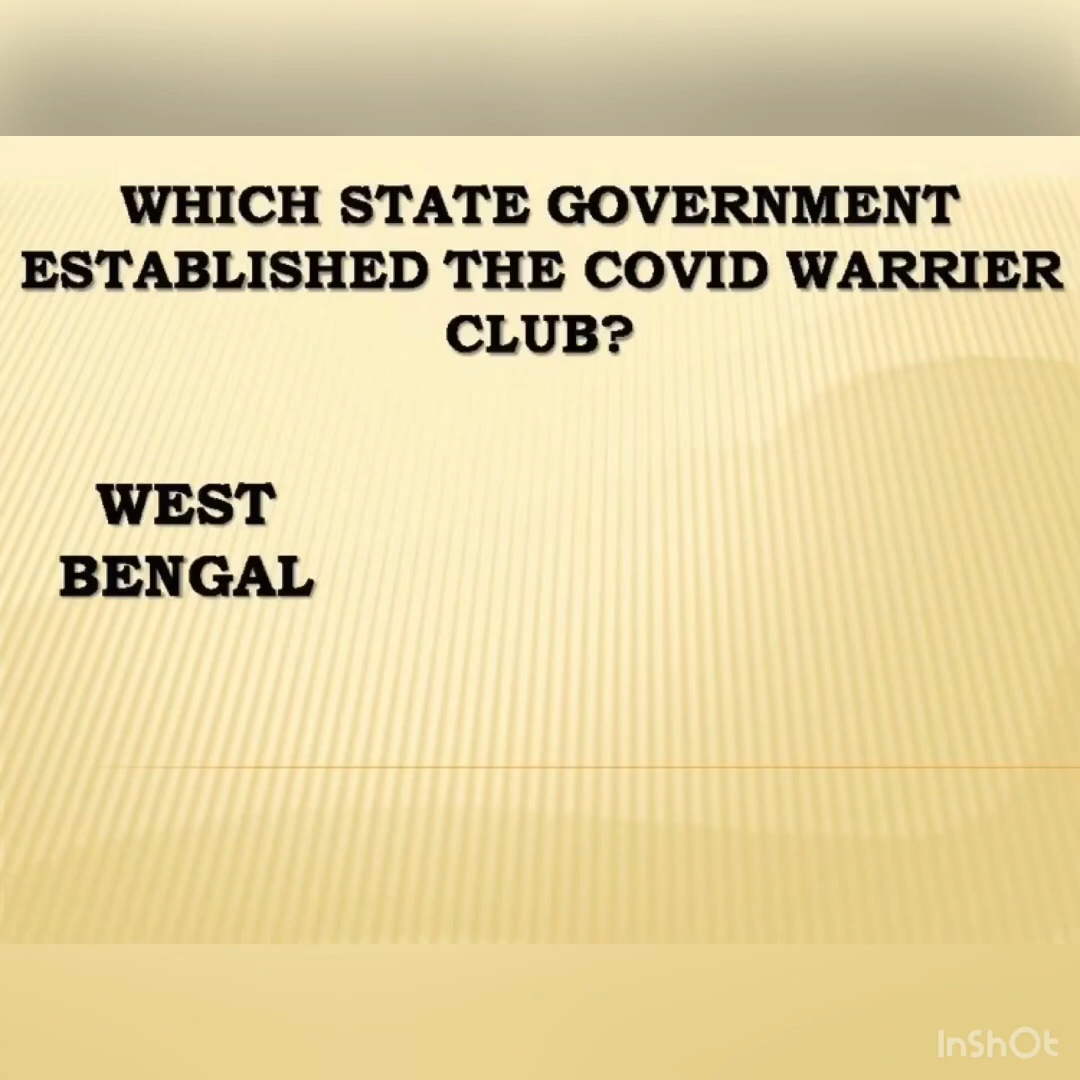 WHICH STATE GOVERNMENT
ESTABLISHED THE COVID WARRIER
CLUB?
WEST
BENGAL
InShOt